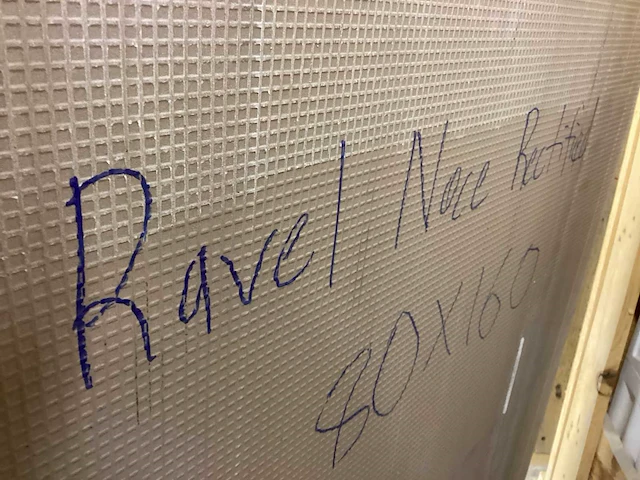 Ravel Noce Rectified
80X160